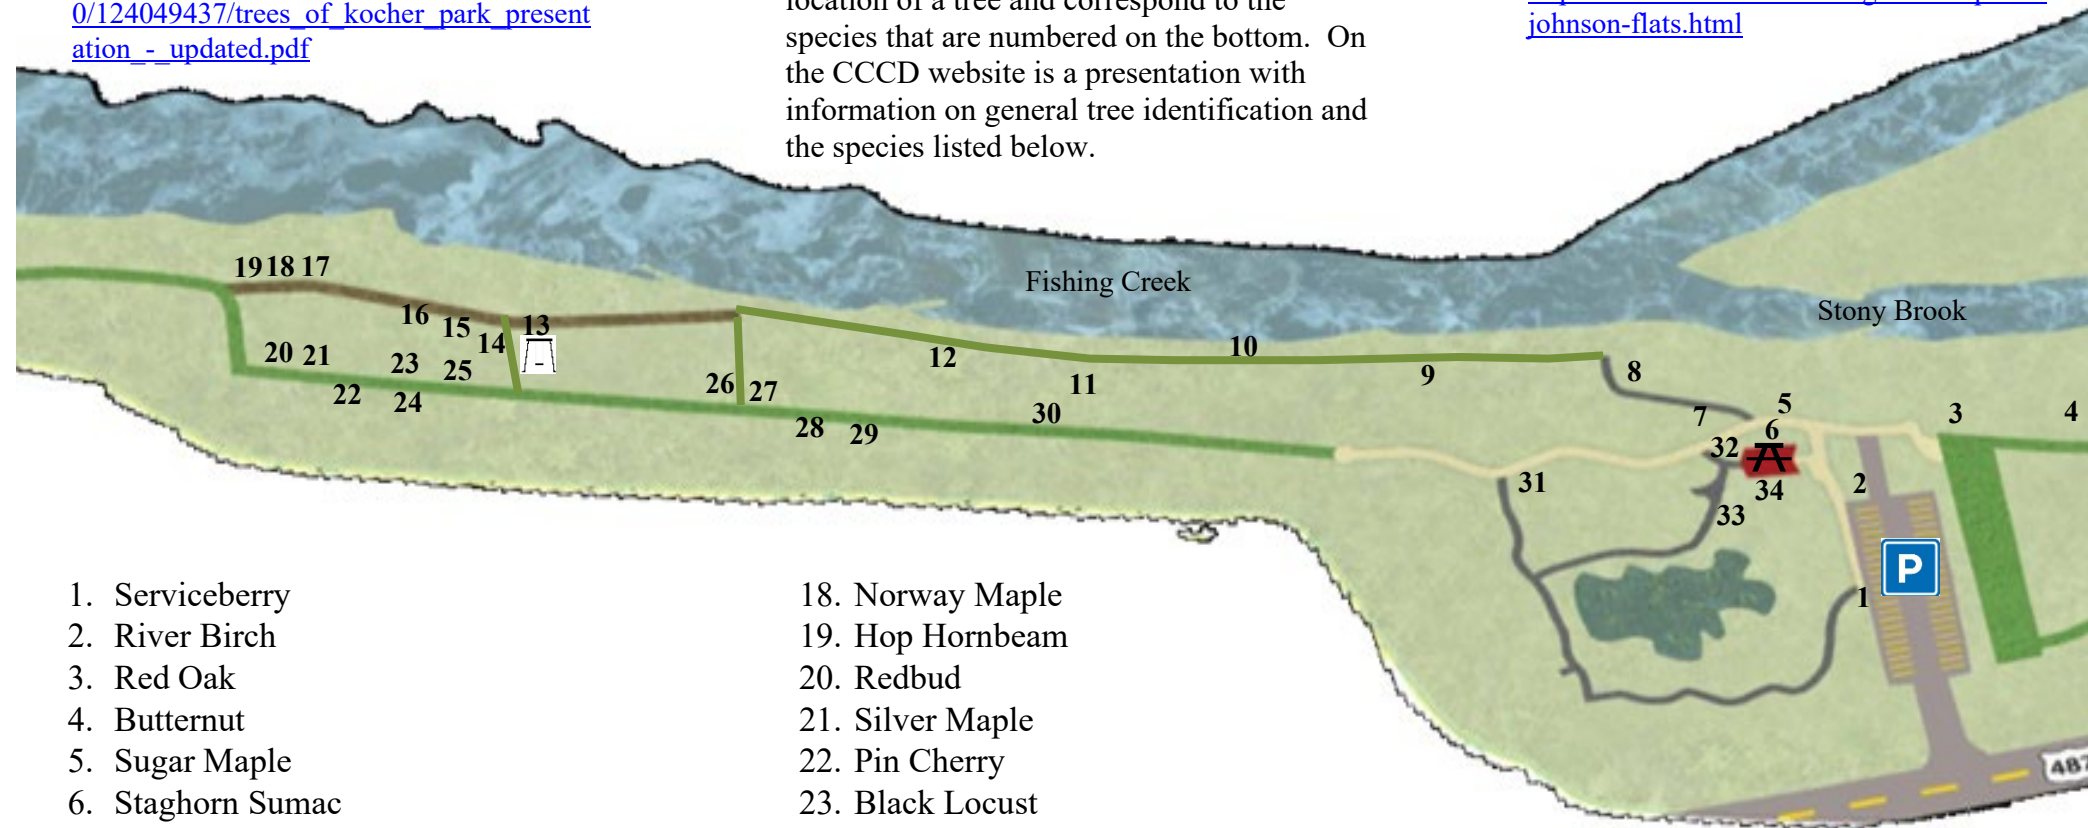 0/124049437/trees_of_kocher_park_present
ation_-_updated.pdf
species that are numbered on the bottom. On
the CCCD website is a presentation with
information on general tree identification and
the species listed below.
johnson-flats.html
Fishing Creek
Stony Brook
19 18 17
16
15
14
13
20 21
23
25
22
24
26
27
12
11
10
9
8
7
5
6
3
4
28
29
30
32
31
34
33
2
1
P
487
1. Serviceberry
2. River Birch
3. Red Oak
4. Butternut
5. Sugar Maple
6. Staghorn Sumac
18. Norway Maple
19. Hop Hornbeam
20. Redbud
21. Silver Maple
22. Pin Cherry
23. Black Locust